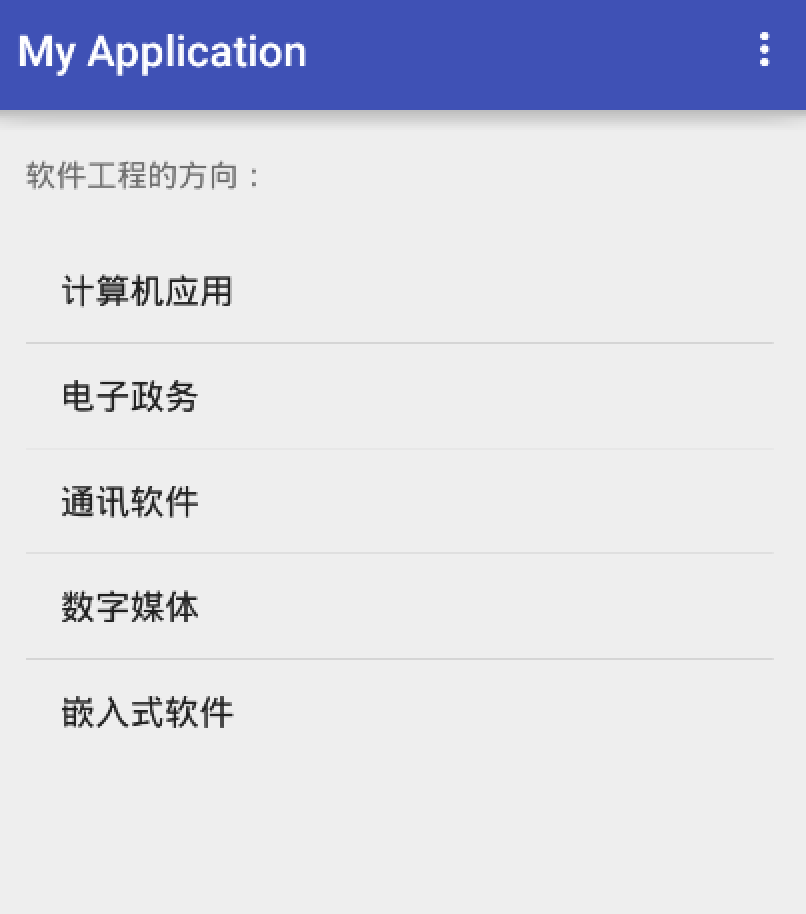 My Application
软件工程的方向：
计算机应用
电子政务
通讯软件
数字媒体
嵌入式软件